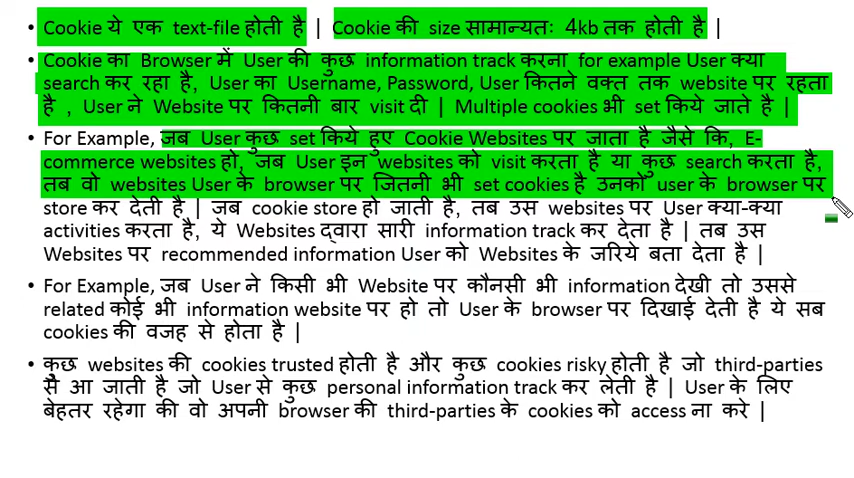 • Cookie ये एक text-file होती है | Cookie की size सामान्यतः 4kb तक होती है |
• Cookie का Browser में User की कुछ information track करना for example User क्या
search कर रहा है, User का Username, Password, User कितने वक्त तक website पर रहता
है , User ने Website पर कितनी बार visit दी | Multiple cookies भी set किये जाते है |
• For Example, जब User कुछ set किये हुए Cookie Websites पर जाता है जैसे कि, E-
commerce websites हो, जब User इन websites को visit करता है या कुछ search करता है,
तब वो websites User के browser पर जितनी भी set cookies है उनको user के browser पर
store कर देती है | जब cookie store हो जाती है, तब उस websites पर User क्या-क्या
activities करता है, ये Websites द्वारा सारी information track कर देता है | तब उस
Websites पर recommended information User को Websites के जरिये बता देता है |
• For Example, जब User ने किसी भी Website पर कौनसी भी information देखी तो उससे
related कोई भी information website पर हो तो User के browser पर दिखाई देती है ये सब
cookies की वजह से होता है |
• कुछ websites की cookies trusted होती है और कुछ cookies risky होती है जो third-parties
से आ जाती है जो User से कुछ personal information track कर लेती है | User के लिए
बेहतर रहेगा की वो अपनी browser की third-parties के cookies को access ना करे |